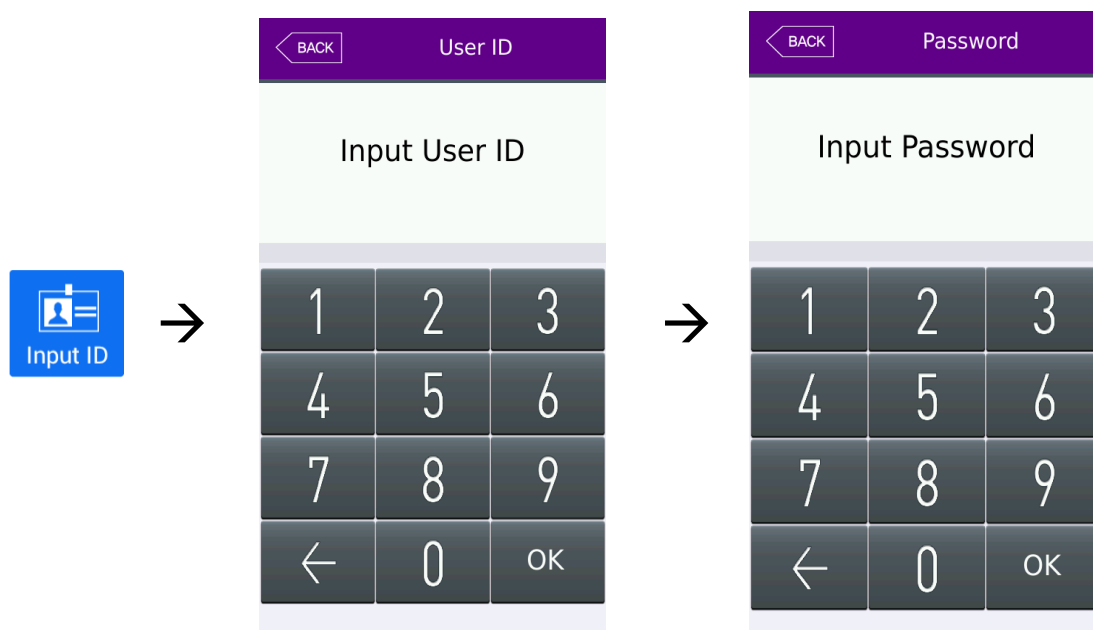 Input ID
→
BACK User ID
Input User ID
1 2 3
4 5 6
7 8 9
← 0 OK
→
BACK Password
Input Password
1 2 3
4 5 6
7 8 9
← 0 OK